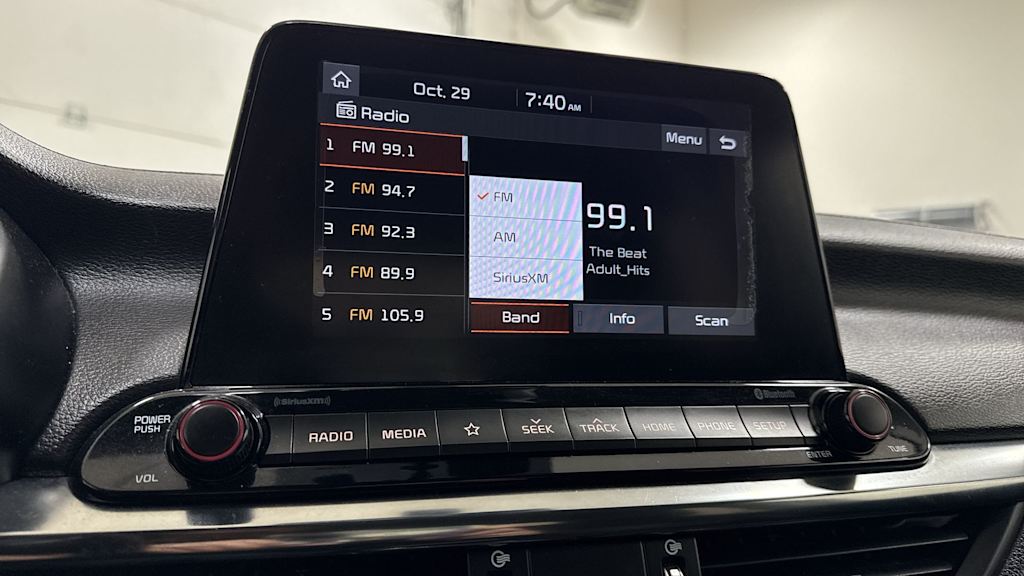 Oct. 29
7:40 AM
Radio
Menu
1 FM 99.1
2 FM 94.7
3 FM 92.3
4 FM 89.9
5 FM 105.9
FM
AM
SiriusXM
99.1
The Beat
Adult_Hits
Band
Info
Scan
((SiriusXM))
Bluetooth
POWER
PUSH
VOL
RADIO
MEDIA
SEEK
TRACK
HOME
PHONE
SETUP
ENTER
TUNE